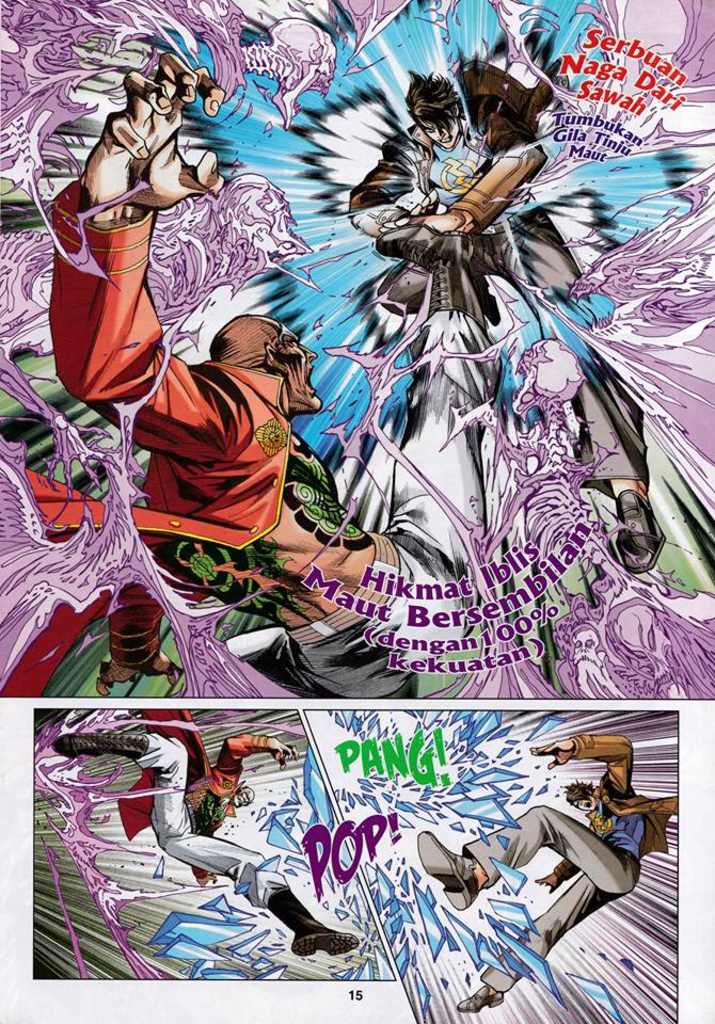 Serbuan
Naga Dari
Sawah
Tumbukan
Gila Tinju
Maut
Hikmat Iblis
Maut Bersembilan
(dengan 100%
kekuatan)
PANG!
POP!
15